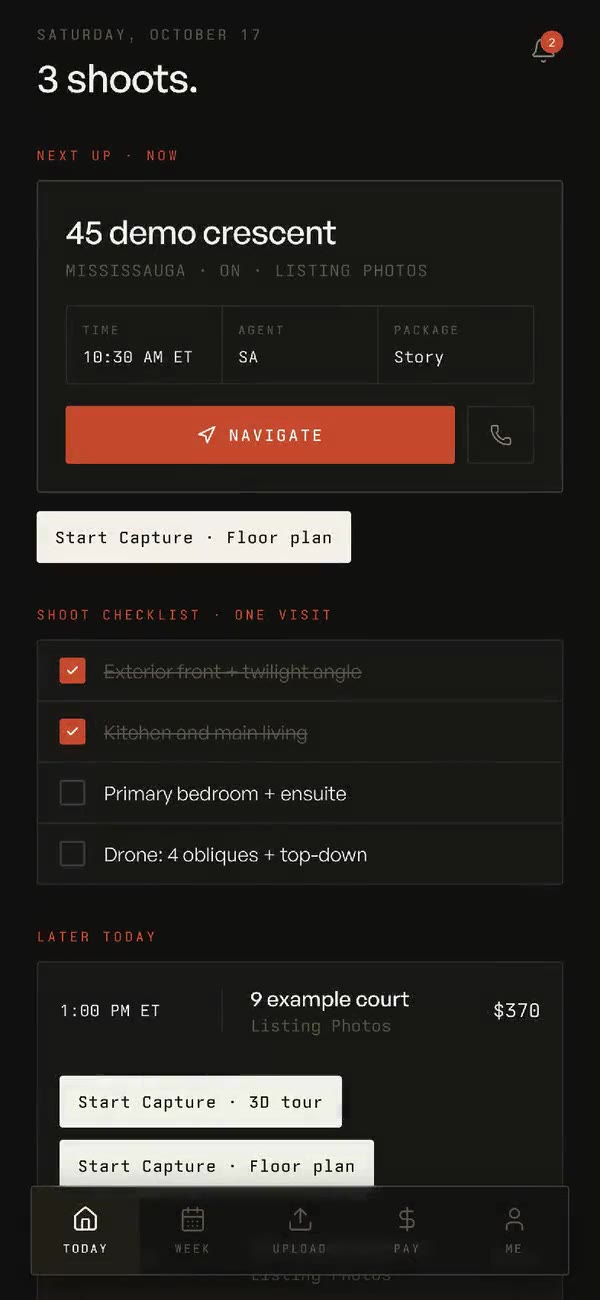 SATURDAY, OCTOBER 17
2
3 shoots.
NEXT UP · NOW
45 demo crescent
MISSISSAUGA · ON · LISTING PHOTOS
TIME AGENT PACKAGE
10:30 AM ET SA Story
NAVIGATE
Start Capture · Floor plan
SHOOT CHECKLIST · ONE VISIT
Exterior front + twilight angle
Kitchen and main living
Primary bedroom + ensuite
Drone: 4 obliques + top-down
LATER TODAY
9 example court
1:00 PM ET $370
Listing Photos
Start Capture · 3D tour
Start Capture · Floor plan
TODAY WEEK UPLOAD PAY ME
Listing Photos